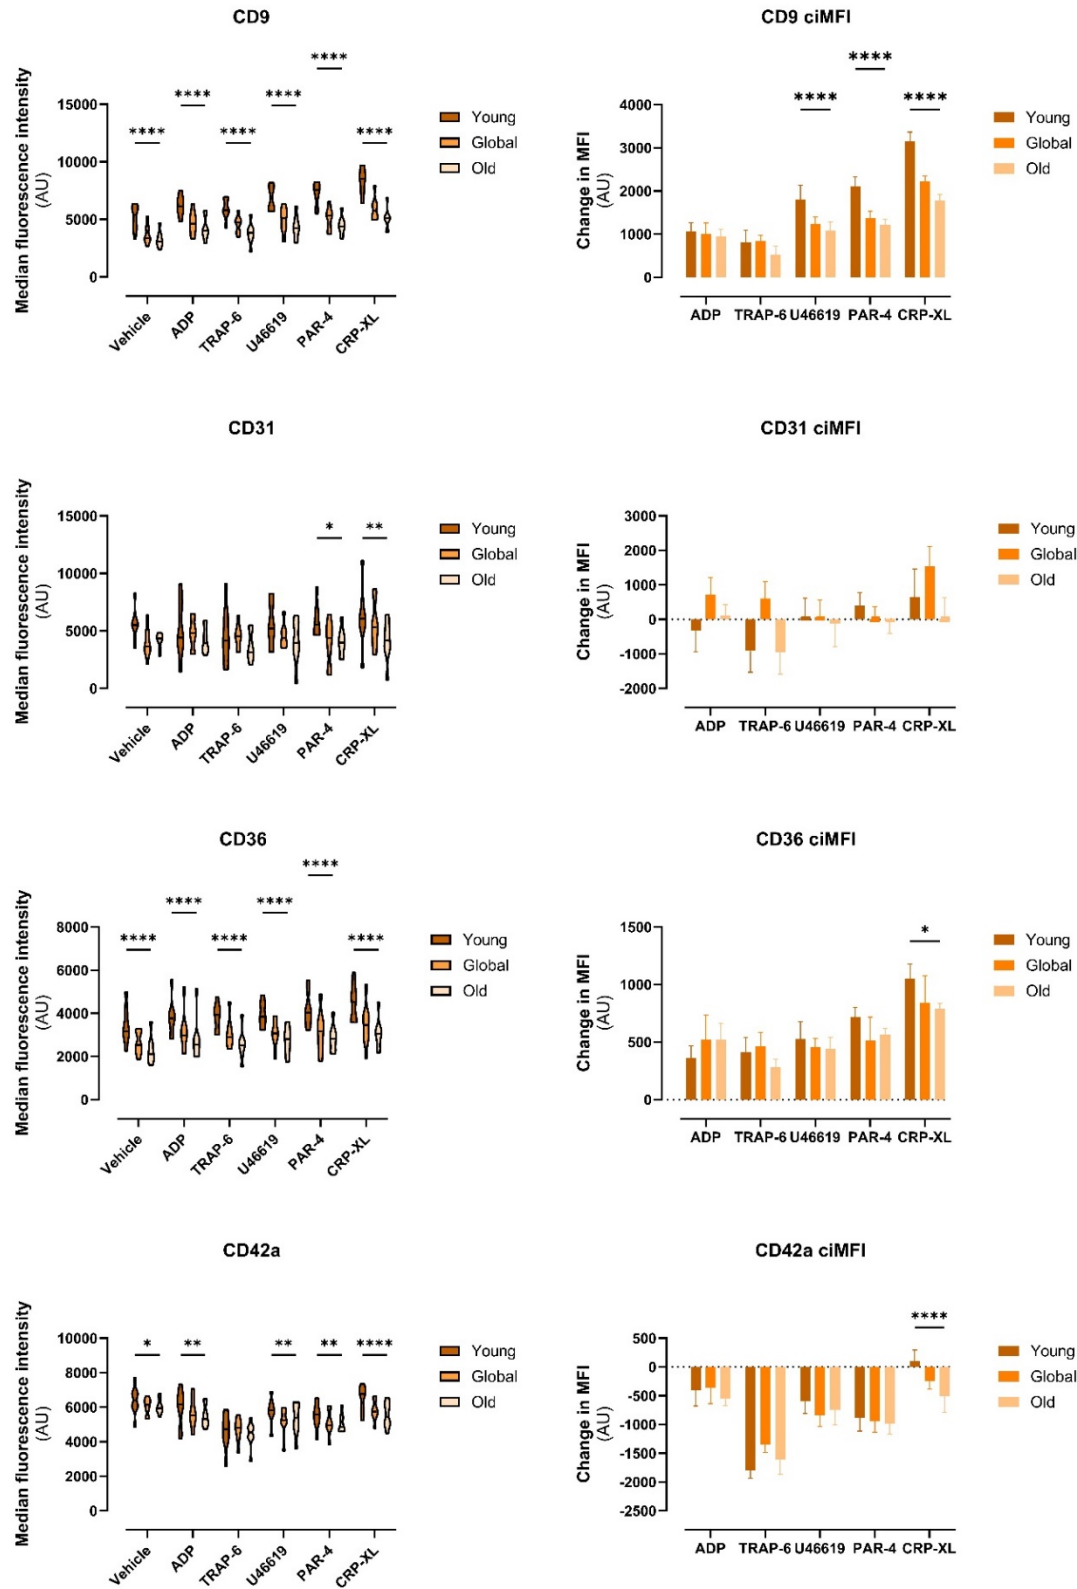 CD9
Median fluorescence intensity
(AU)
15000
10000
5000
0
****
****
****
****
****
****
Vehicle
ADP
TRAP-6
U46619
PAR-4
CRP-XL
Young
Global
Old
CD9 ciMFI
Change in MFI
(AU)
4000
3000
2000
1000
0
****
****
****
ADP
TRAP-6
U46619
PAR-4
CRP-XL
Young
Global
Old
CD31
Median fluorescence intensity
(AU)
15000
10000
5000
0
*
**
Vehicle
ADP
TRAP-6
U46619
PAR-4
CRP-XL
Young
Global
Old
CD31 ciMFI
Change in MFI
(AU)
3000
2000
1000
0
-1000
-2000
ADP
TRAP-6
U46619
PAR-4
CRP-XL
Young
Global
Old
CD36
Median fluorescence intensity
(AU)
8000
6000
4000
2000
0
****
****
****
****
****
****
Vehicle
ADP
TRAP-6
U46619
PAR-4
CRP-XL
Young
Global
Old
CD36 ciMFI
Change in MFI
(AU)
1500
1000
500
0
*
ADP
TRAP-6
U46619
PAR-4
CRP-XL
Young
Global
Old
CD42a
Median fluorescence intensity
(AU)
10000
8000
6000
4000
2000
0
*
**
**
**
****
Vehicle
ADP
TRAP-6
U46619
PAR-4
CRP-XL
Young
Global
Old
CD42a ciMFI
Change in MFI
(AU)
500
0
-500
-1000
-1500
-2000
-2500
****
ADP
TRAP-6
U46619
PAR-4
CRP-XL
Young
Global
Old